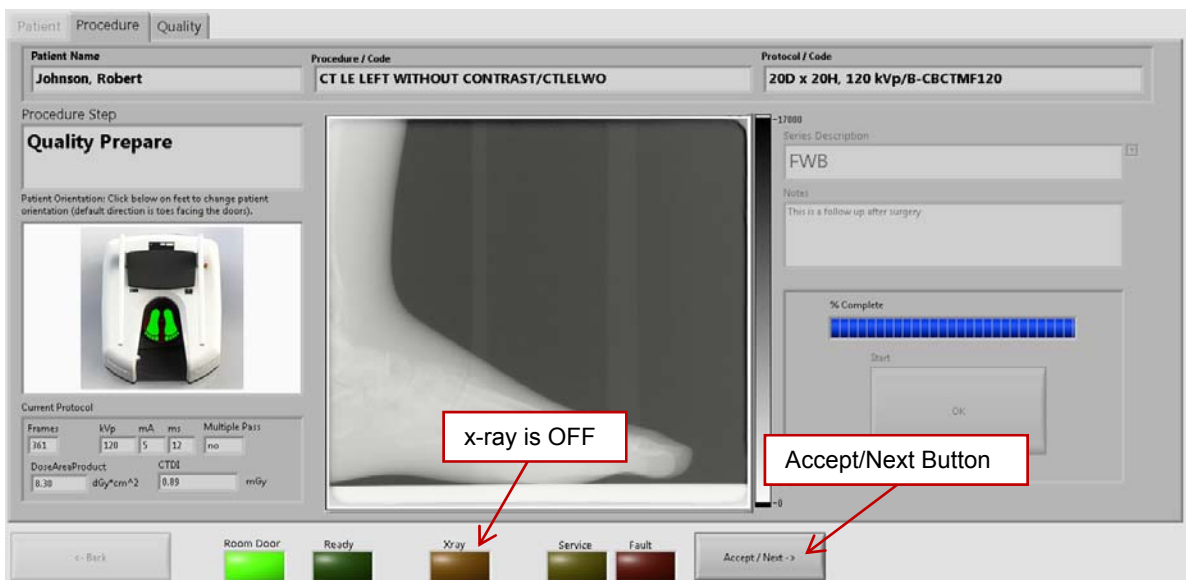 Patient Procedure Quality
Patient Name
Johnson, Robert
Procedure / Code
CT LE LEFT WITHOUT CONTRAST/CTLELWO
Protocol / Code
20D x 20H, 120 kVp/B-CBCTMF120
Procedure Step
Quality Prepare
Patient Orientation: Click below on feet to change patient
orientation (default direction is toes facing the doors).
Current Protocol
Frames kVp mA ms Multiple Pass
361 120 5 12 no
DoseAreaProduct CTDI
8.30 dGy*cm^2 0.89 mGy
-17000
-0
Series Description
FWB
Notes
This is a follow up after surgery
% Complete
Start
OK
x-ray is OFF
Accept/Next Button
<- Back
Room Door Ready Xray Service Fault
Accept / Next ->